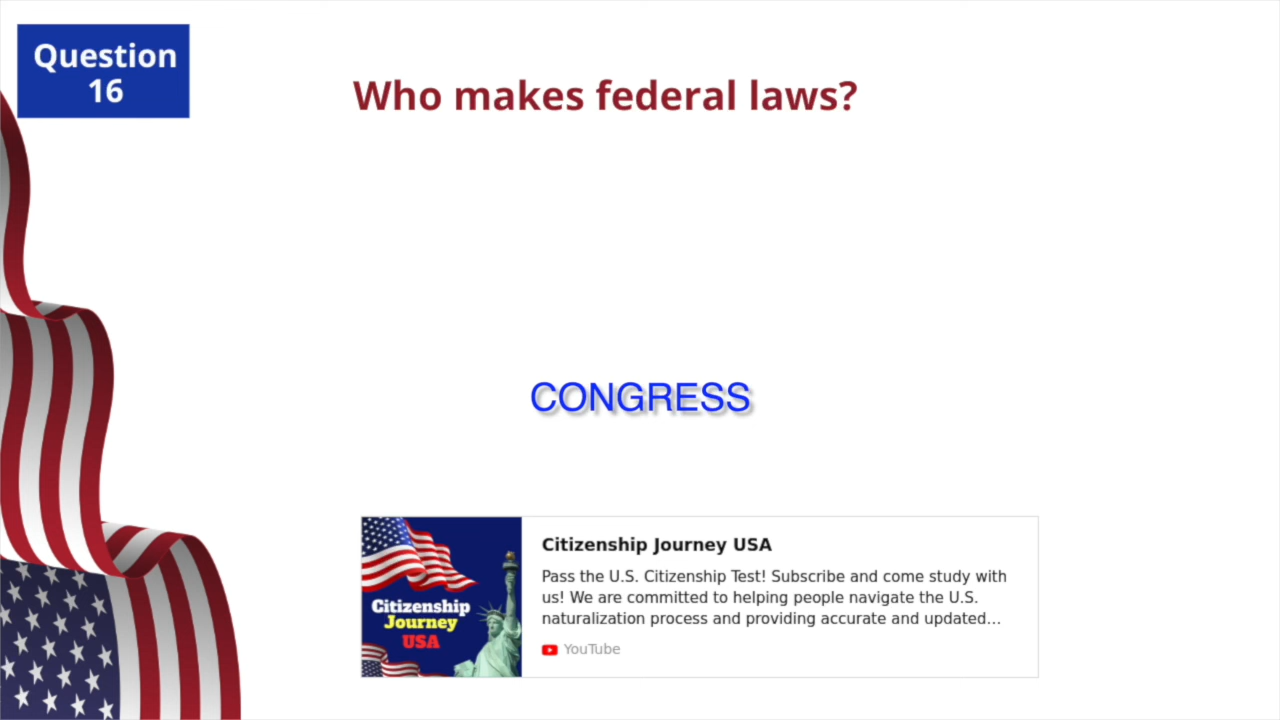 Question
16
Who makes federal laws?
CONGRESS
Citizenship
Journey
USA
Citizenship Journey USA
Pass the U.S. Citizenship Test! Subscribe and come study with
us! We are committed to helping people navigate the U.S.
naturalization process and providing accurate and updated...
YouTube